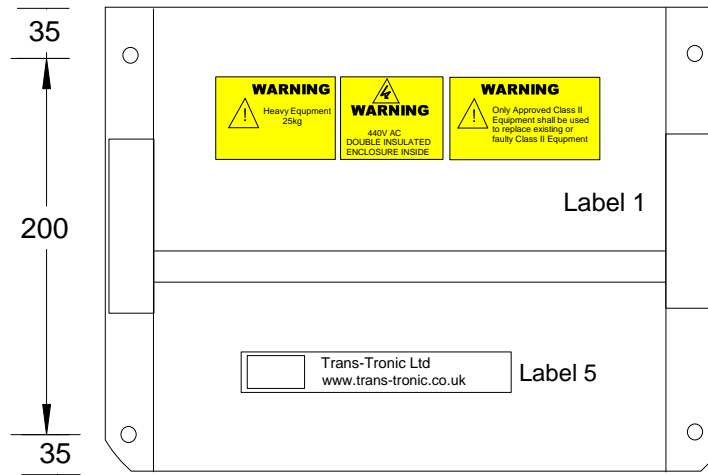 35
WARNING
Heavy Equpment
25kg
WARNING
440V AC
DOUBLE INSULATED
ENCLOSURE INSIDE
WARNING
Only Approved Class II
Equipment shall be used
to replace existing or
faulty Class II Equpment
Label 1
200
Trans-Tronic Ltd
www.trans-tronic.co.uk
Label 5
35